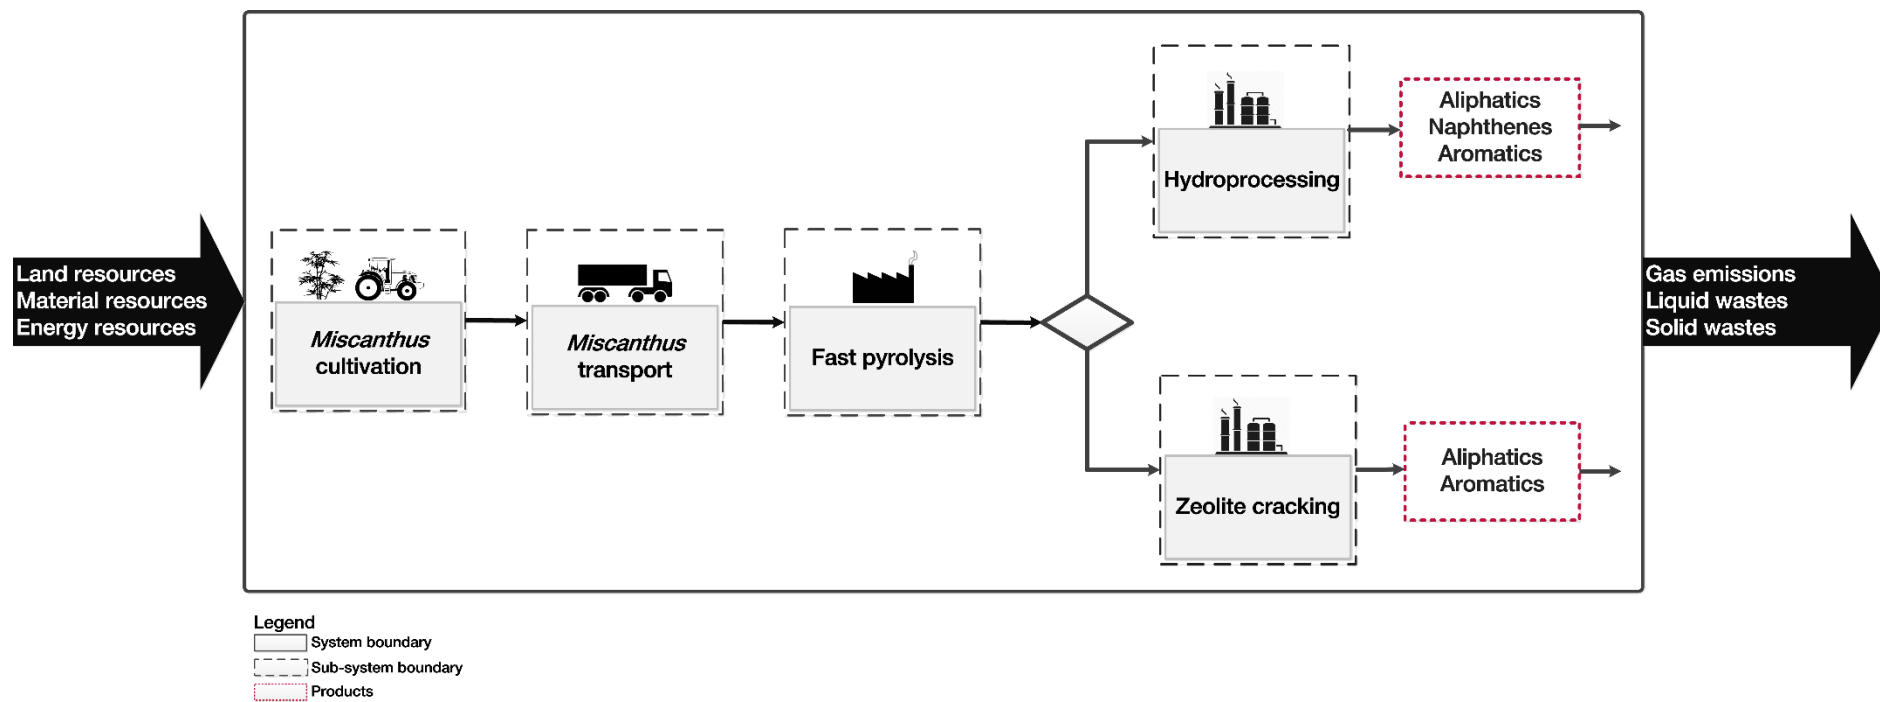 Land resources
Material resources
Energy resources
Miscanthus
cultivation
Miscanthus
transport
Fast pyrolysis
Hydroprocessing
Aliphatics
Naphthenes
Aromatics
Zeolite cracking
Aliphatics
Aromatics
Gas emissions
Liquid wastes
Solid wastes
Legend
System boundary
Sub-system boundary
Products